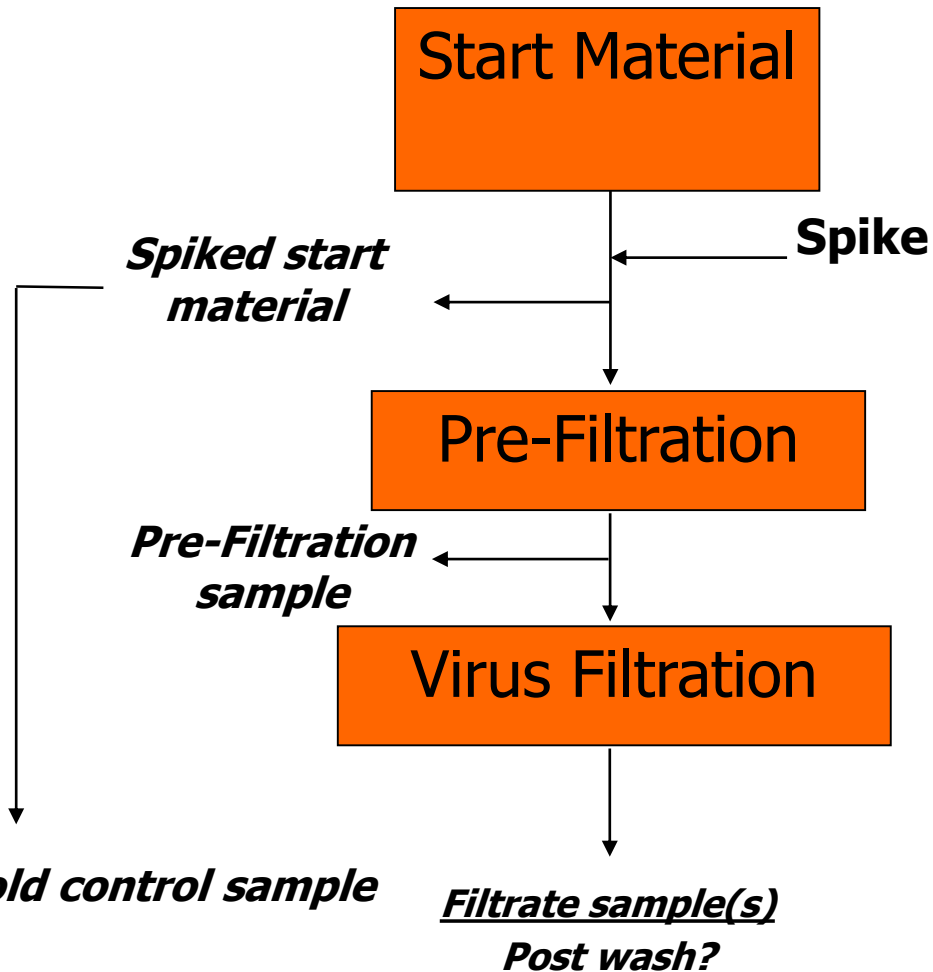 Start Material
Spike
Spiked start
material
Pre-Filtration
Pre-Filtration
sample
Virus Filtration
old control sample
Filtrate sample(s)
Post wash?